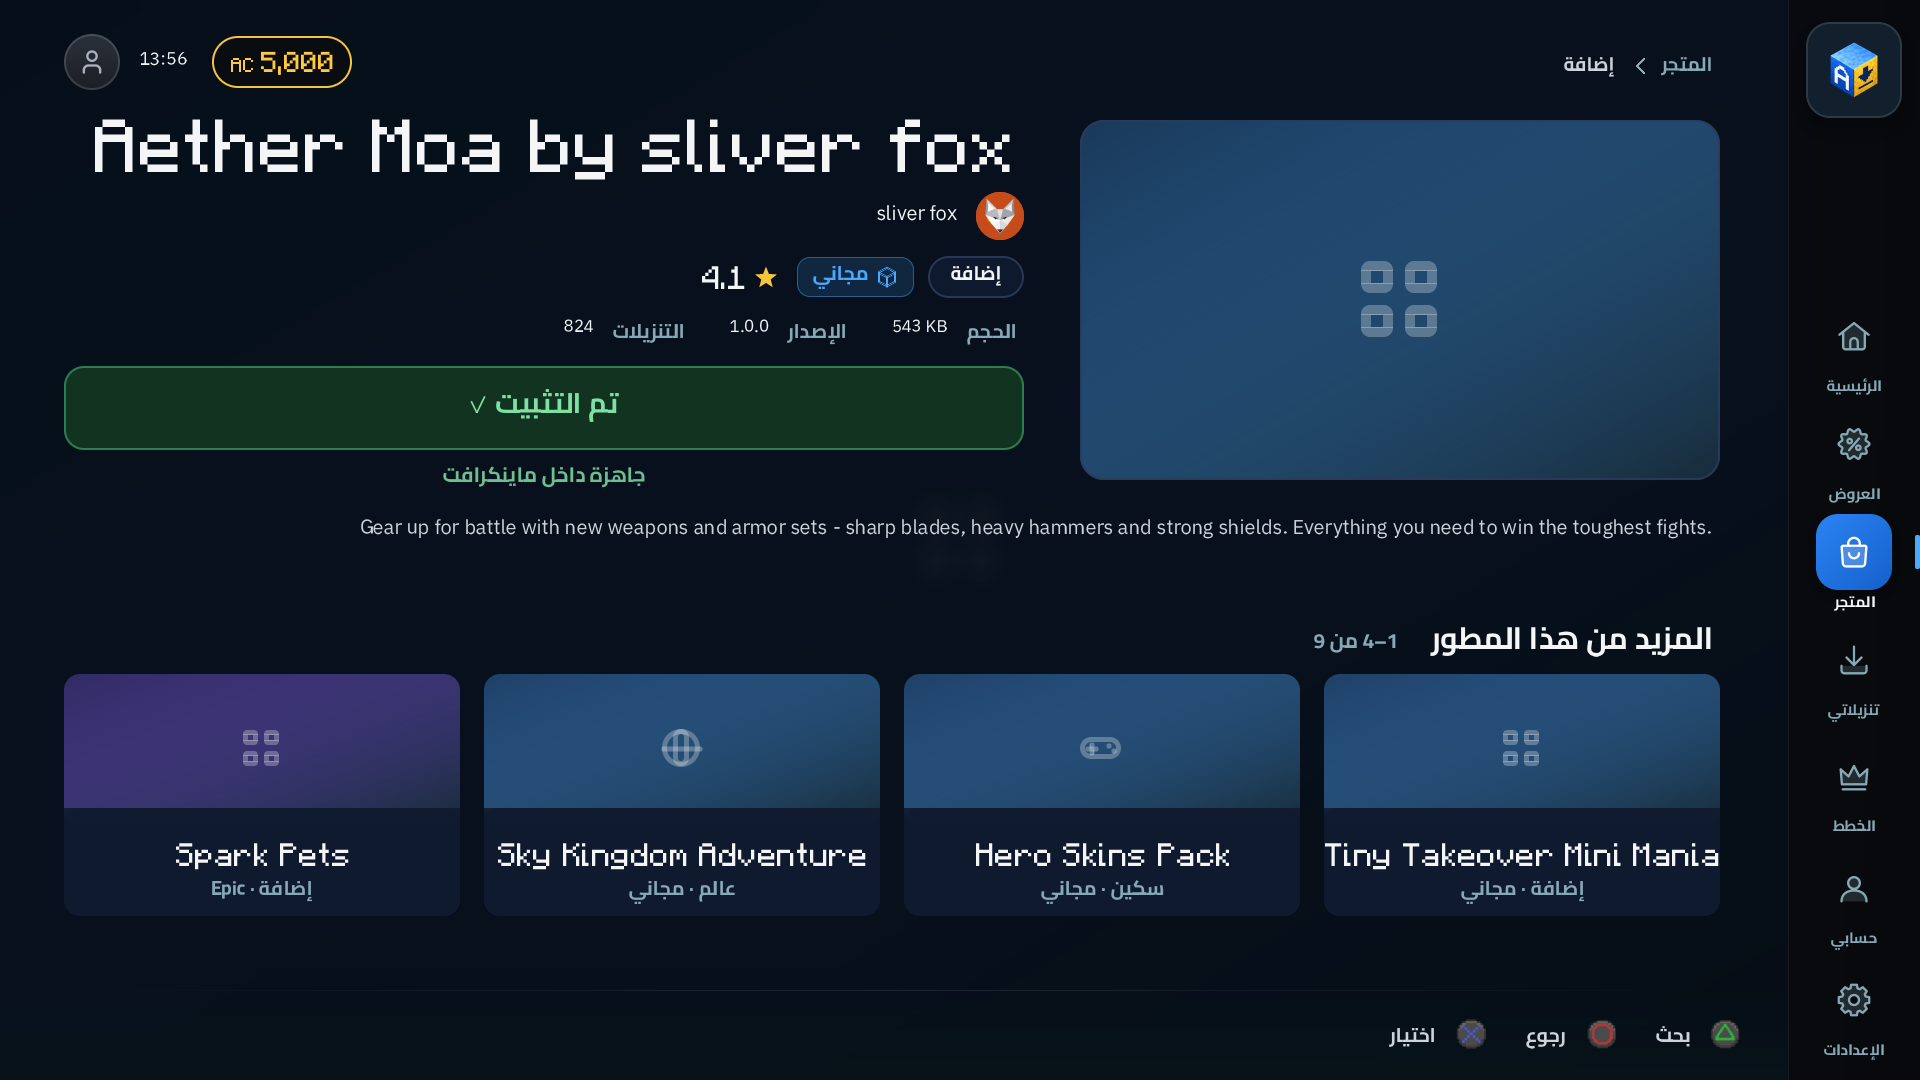 المتجر < إضافة
AC 5,000
13:56
Aether Moa by sliver fox
sliver fox
إضافة
مجاني
4.1
الحجم 543 KB
الإصدار 1.0.0
التنزيلات 824
تم التثبيت ✓
جاهزة داخل ماينكرافت
Gear up for battle with new weapons and armor sets - sharp blades, heavy hammers and strong shields. Everything you need to win the toughest fights.
المزيد من هذا المطور
1–4 من 9
Tiny Takeover Mini Mania
إضافة · مجاني
Hero Skins Pack
سكين · مجاني
Sky Kingdom Adventure
عالم · مجاني
Spark Pets
إضافة · Epic
بحث
رجوع
اختيار
الرئيسية
العروض
المتجر
تنزيلاتي
الخطط
حسابي
الإعدادات